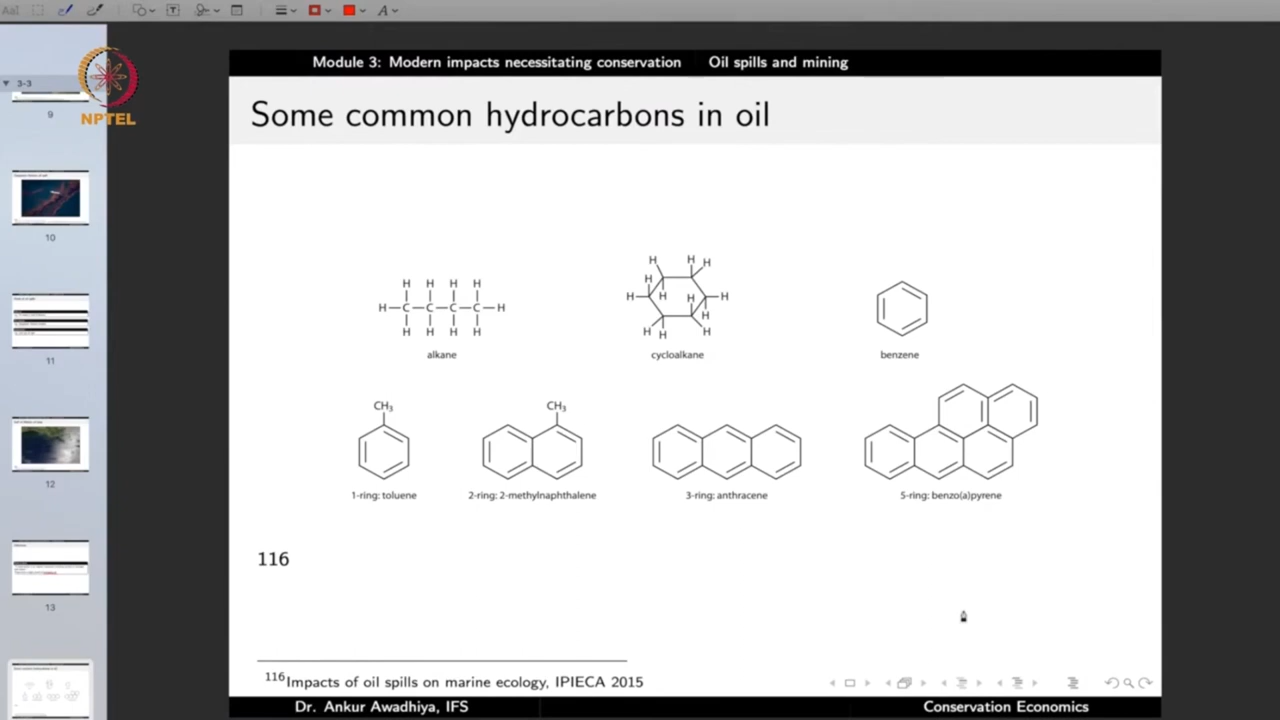 3-3
NPTEL
9
10
11
12
13
Module 3: Modern impacts necessitating conservation Oil spills and mining
Some common hydrocarbons in oil
H H H H
H C C C C H
H H H H
alkane
H H H
H
H H H H
H
H H H
cycloalkane
benzene
CH3
1-ring: toluene
CH3
2-ring: 2-methylnaphthalene
3-ring: anthracene
5-ring: benzo(a)pyrene
116
116Impacts of oil spills on marine ecology, IPIECA 2015
Dr. Ankur Awadhiya, IFS Conservation Economics